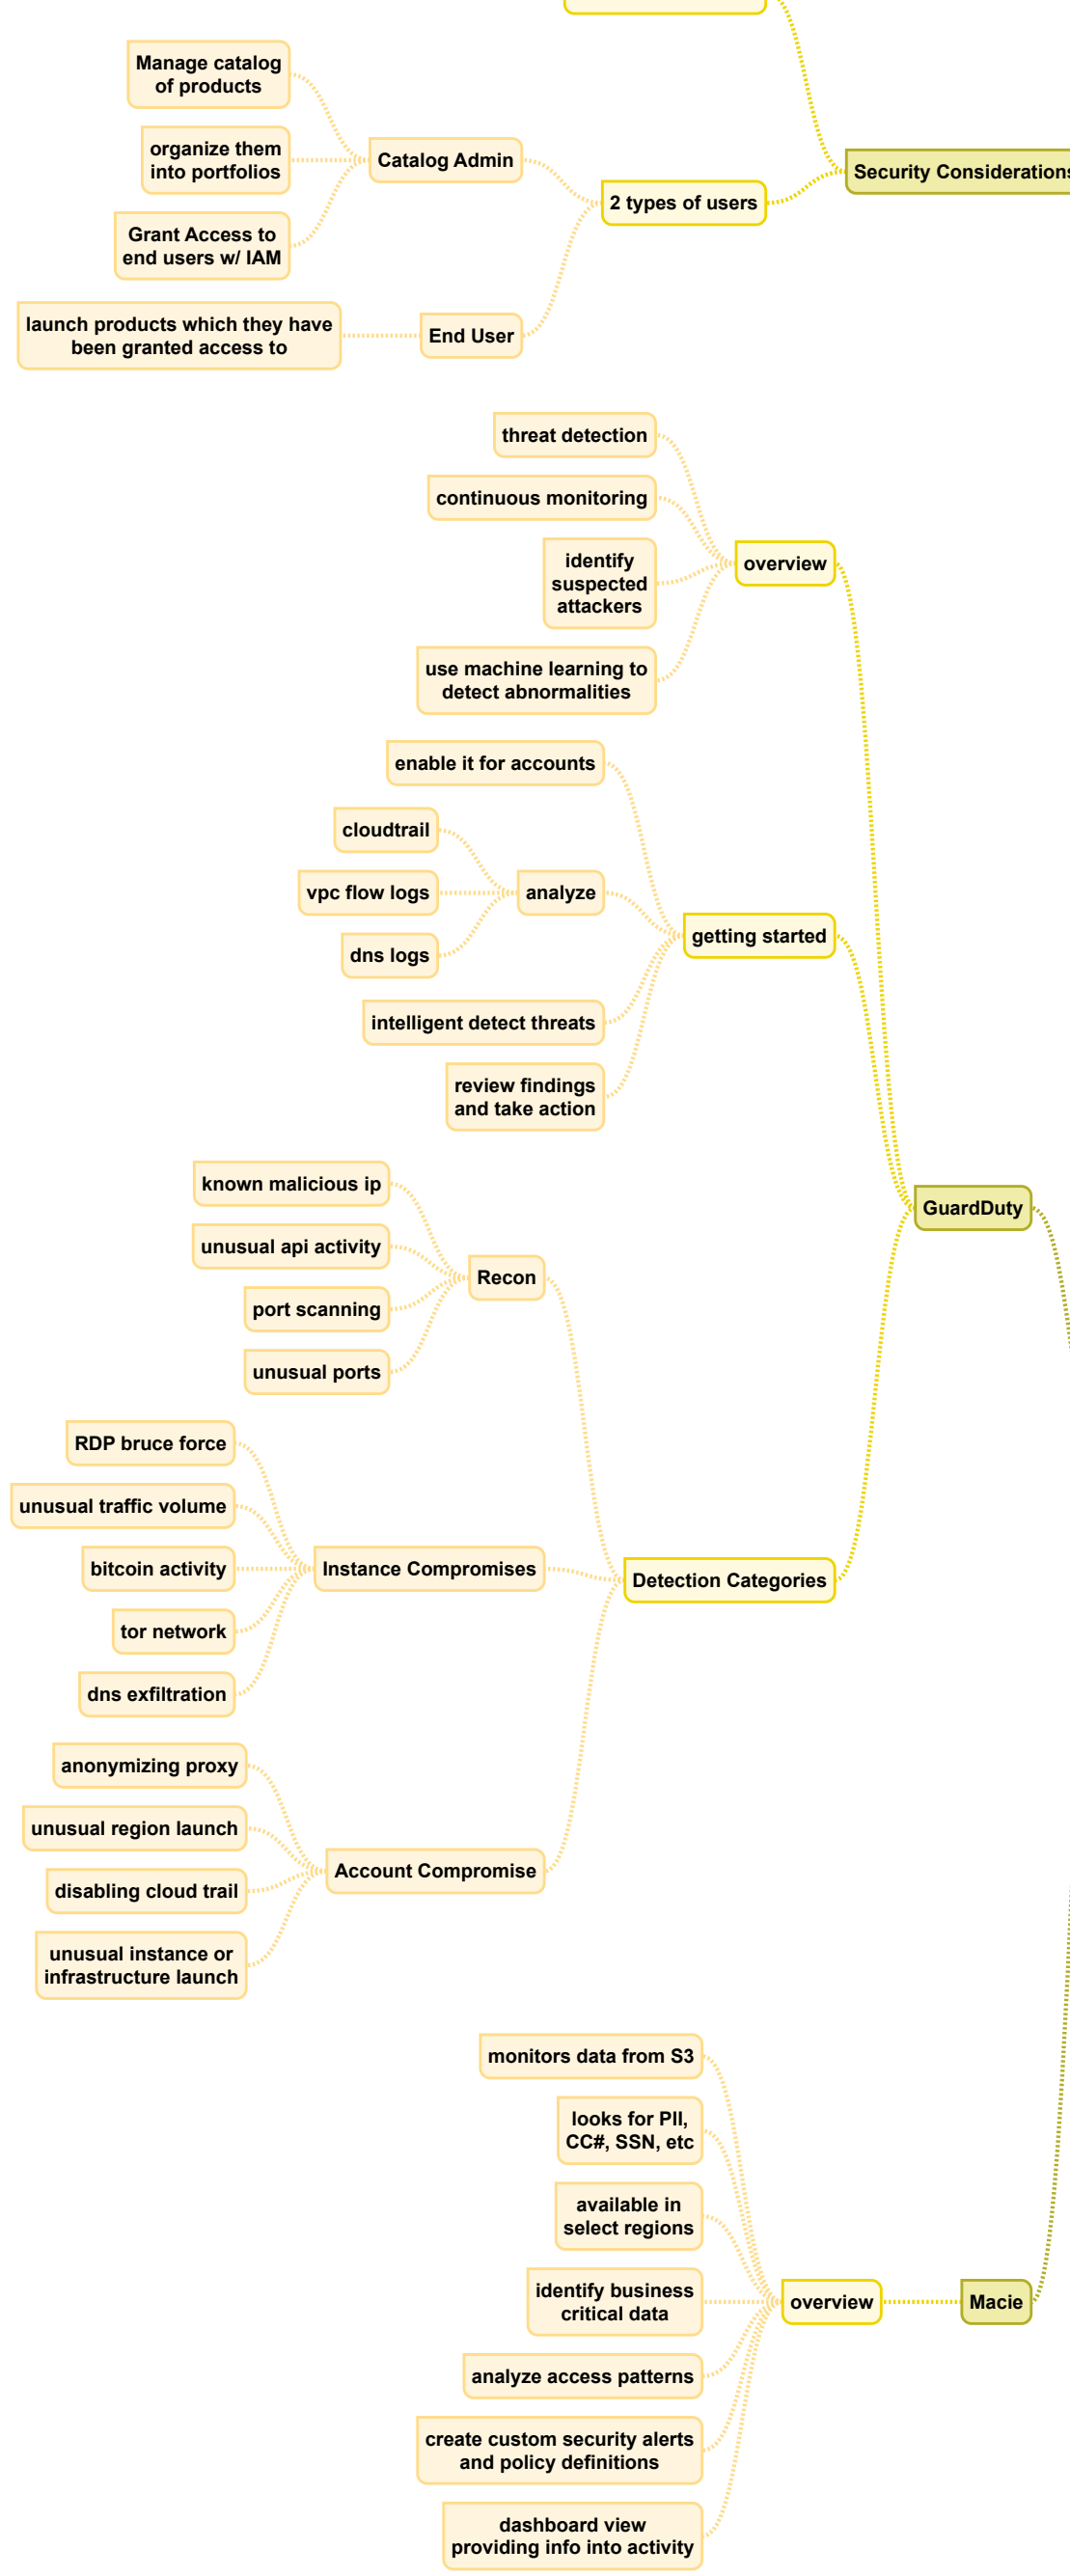 Manage catalog
of products
organize them
into portfolios
Catalog Admin
Grant Access to
end users w/ IAM
2 types of users
Security Considerations
launch products which they have
been granted access to
End User
threat detection
continuous monitoring
identify
suspected
attackers
use machine learning to
detect abnormalities
overview
enable it for accounts
cloudtrail
vpc flow logs
dns logs
analyze
intelligent detect threats
review findings
and take action
getting started
GuardDuty
known malicious ip
unusual api activity
port scanning
unusual ports
Recon
RDP bruce force
unusual traffic volume
bitcoin activity
tor network
dns exfiltration
Instance Compromises
Detection Categories
anonymizing proxy
unusual region launch
disabling cloud trail
unusual instance or
infrastructure launch
Account Compromise
monitors data from S3
looks for PII,
CC#, SSN, etc
available in
select regions
identify business
critical data
analyze access patterns
create custom security alerts
and policy definitions
dashboard view
providing info into activity
overview
Macie